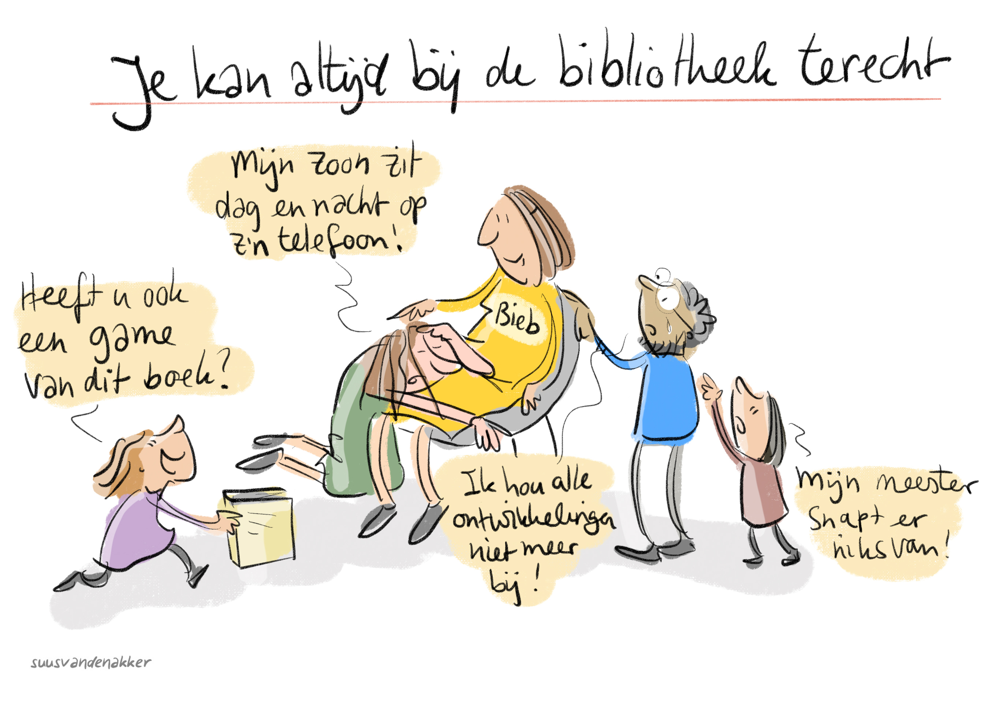 Je kan altijd bij de bibliotheek terecht
Mijn zoon zit
dag en nacht op
z'n telefoon!
Heeft u ook
een game
van dit boek?
Bieb
Ik hou alle
ontwikkelingen
niet meer
bij!
Mijn meester
snapt er
niks van!
suusvandenakker